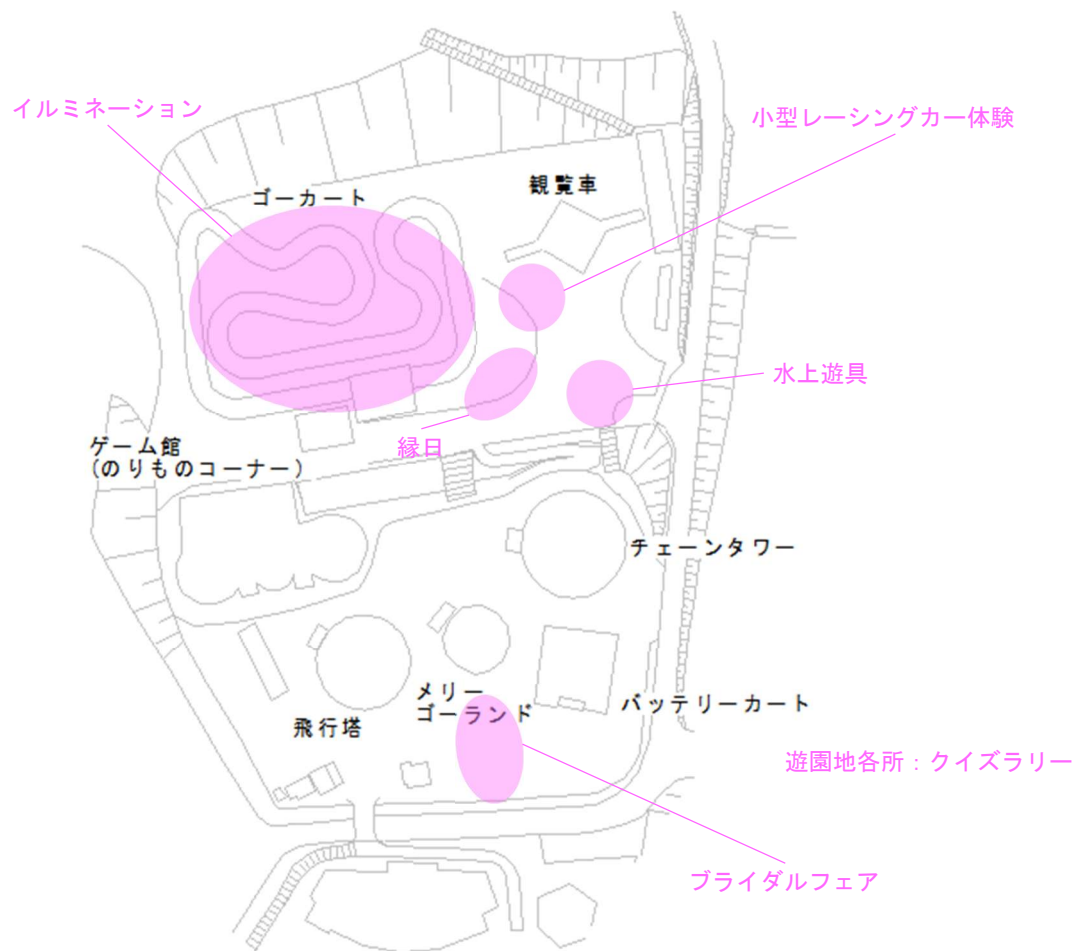 イルミネーション
小型レーシングカー体験
観覧車
ゴーカート
水上遊具
縁日
ゲーム館
(のりものコーナー)
チェーンタワー
メリー
ゴーランド
バッテリーカート
飛行塔
遊園地各所：クイズラリー
ブライダルフェア